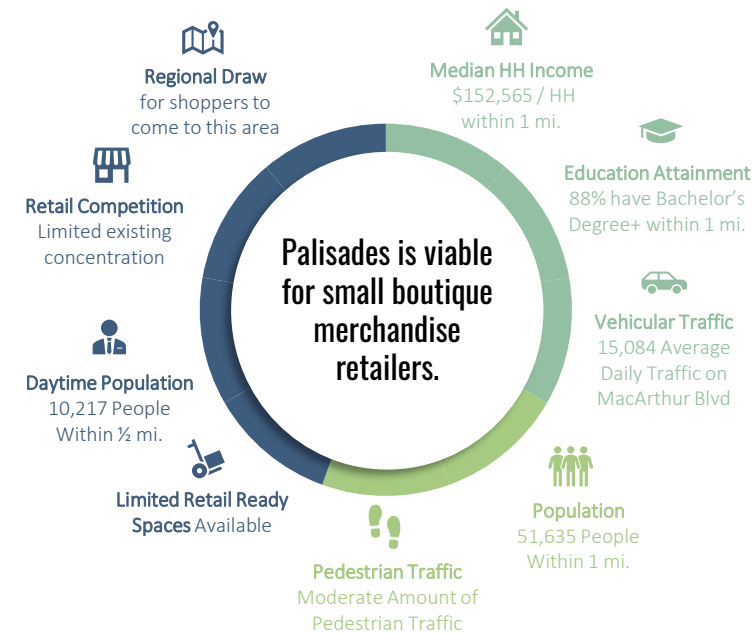 Regional Draw
for shoppers to
come to this area
Median HH Income
$152,565 / HH
within 1 mi.
Education Attainment
88% have Bachelor’s
Degree+ within 1 mi.
Retail Competition
Limited existing
concentration
Palisades is viable
for small boutique
merchandise
retailers.
Vehicular Traffic
15,084 Average
Daily Traffic on
MacArthur Blvd
Daytime Population
10,217 People
Within ½ mi.
Limited Retail Ready
Spaces Available
Population
51,635 People
Within 1 mi.
Pedestrian Traffic
Moderate Amount of
Pedestrian Traffic